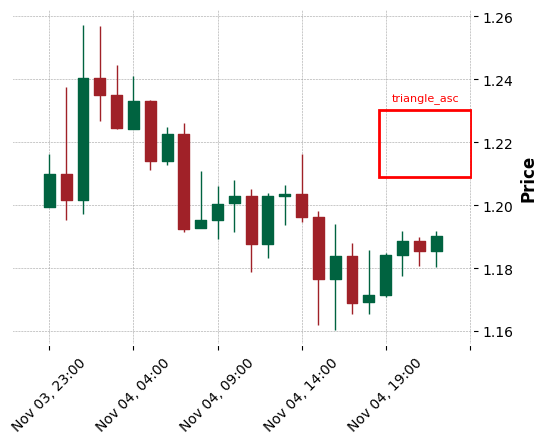 1.26
1.24
triangle_asc
1.22
1.20
1.18
1.16
Price
Nov 03, 23:00
Nov 04, 04:00
Nov 04, 09:00
Nov 04, 14:00
Nov 04, 19:00